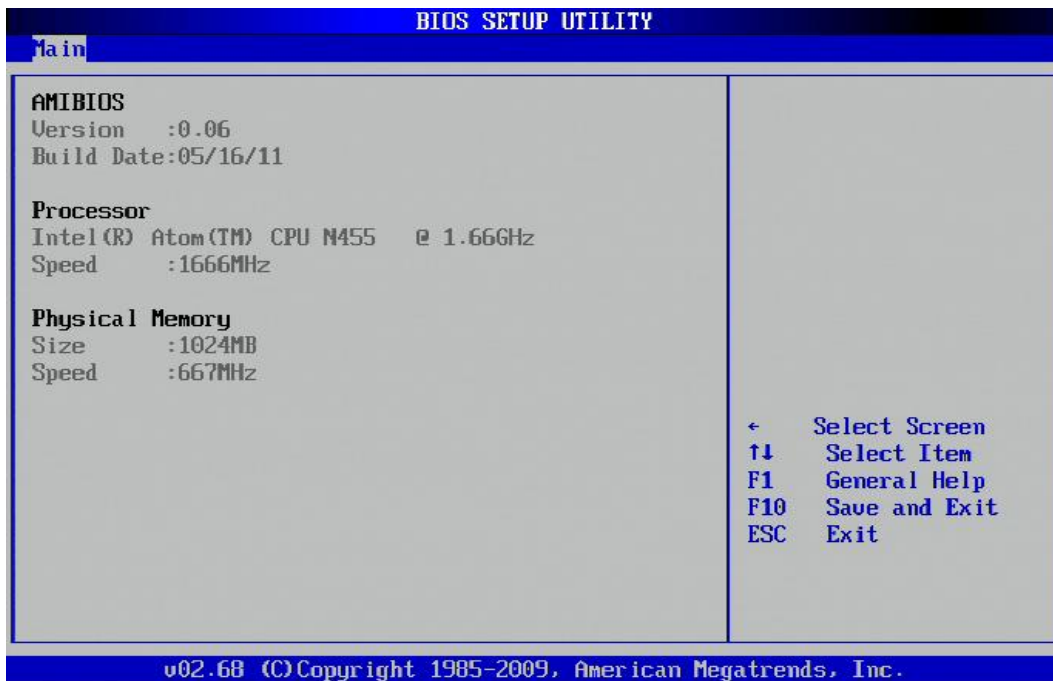 BIOS SETUP UTILITY
Main
AMIBIOS
Version :0.06
Build Date:05/16/11
Processor
Intel(R) Atom(TM) CPU N455 @ 1.66GHz
Speed :1666MHz
Physical Memory
Size :1024MB
Speed :667MHz
← Select Screen
↑↓ Select Item
F1 General Help
F10 Save and Exit
ESC Exit
v02.68 (C)Copyright 1985-2009, American Megatrends, Inc.